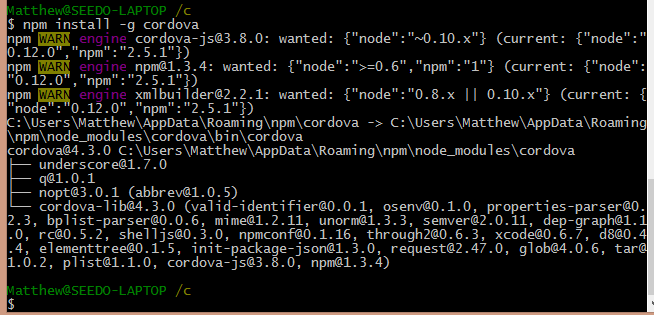 Matthew@SEEDO-LAPTOP /c
$ npm install -g cordova
npm WARN engine cordova-js@3.8.0: wanted: {"node":"~0.10.x"} (current: {"node":"
0.12.0","npm":"2.5.1"})
npm WARN engine npm@1.3.4: wanted: {"node":">=0.6","npm":"1"} (current: {"node":
"0.12.0","npm":"2.5.1"})
npm WARN engine xmlbuilder@2.2.1: wanted: {"node":"0.8.x || 0.10.x"} (current: {
"node":"0.12.0","npm":"2.5.1"})
C:\Users\Matthew\AppData\Roaming\npm\cordova -> C:\Users\Matthew\AppData\Roaming
\npm\node_modules\cordova\bin\cordova
cordova@4.3.0 C:\Users\Matthew\AppData\Roaming\npm\node_modules\cordova
├── underscore@1.7.0
├── q@1.0.1
├── nopt@3.0.1 (abbrev@1.0.5)
└── cordova-lib@4.3.0 (valid-identifier@0.0.1, osenv@0.1.0, properties-parser@0.
2.3, bplist-parser@0.0.6, mime@1.2.11, unorm@1.3.3, semver@2.0.11, dep-graph@1.1
.0, rc@0.5.2, shelljs@0.3.0, npmconf@0.1.16, through2@0.6.3, xcode@0.6.7, d8@0.4
.4, elementtree@0.1.5, init-package-json@1.3.0, request@2.47.0, glob@4.0.6, tar@
1.0.2, plist@1.1.0, cordova-js@3.8.0, npm@1.3.4)
Matthew@SEEDO-LAPTOP /c
$